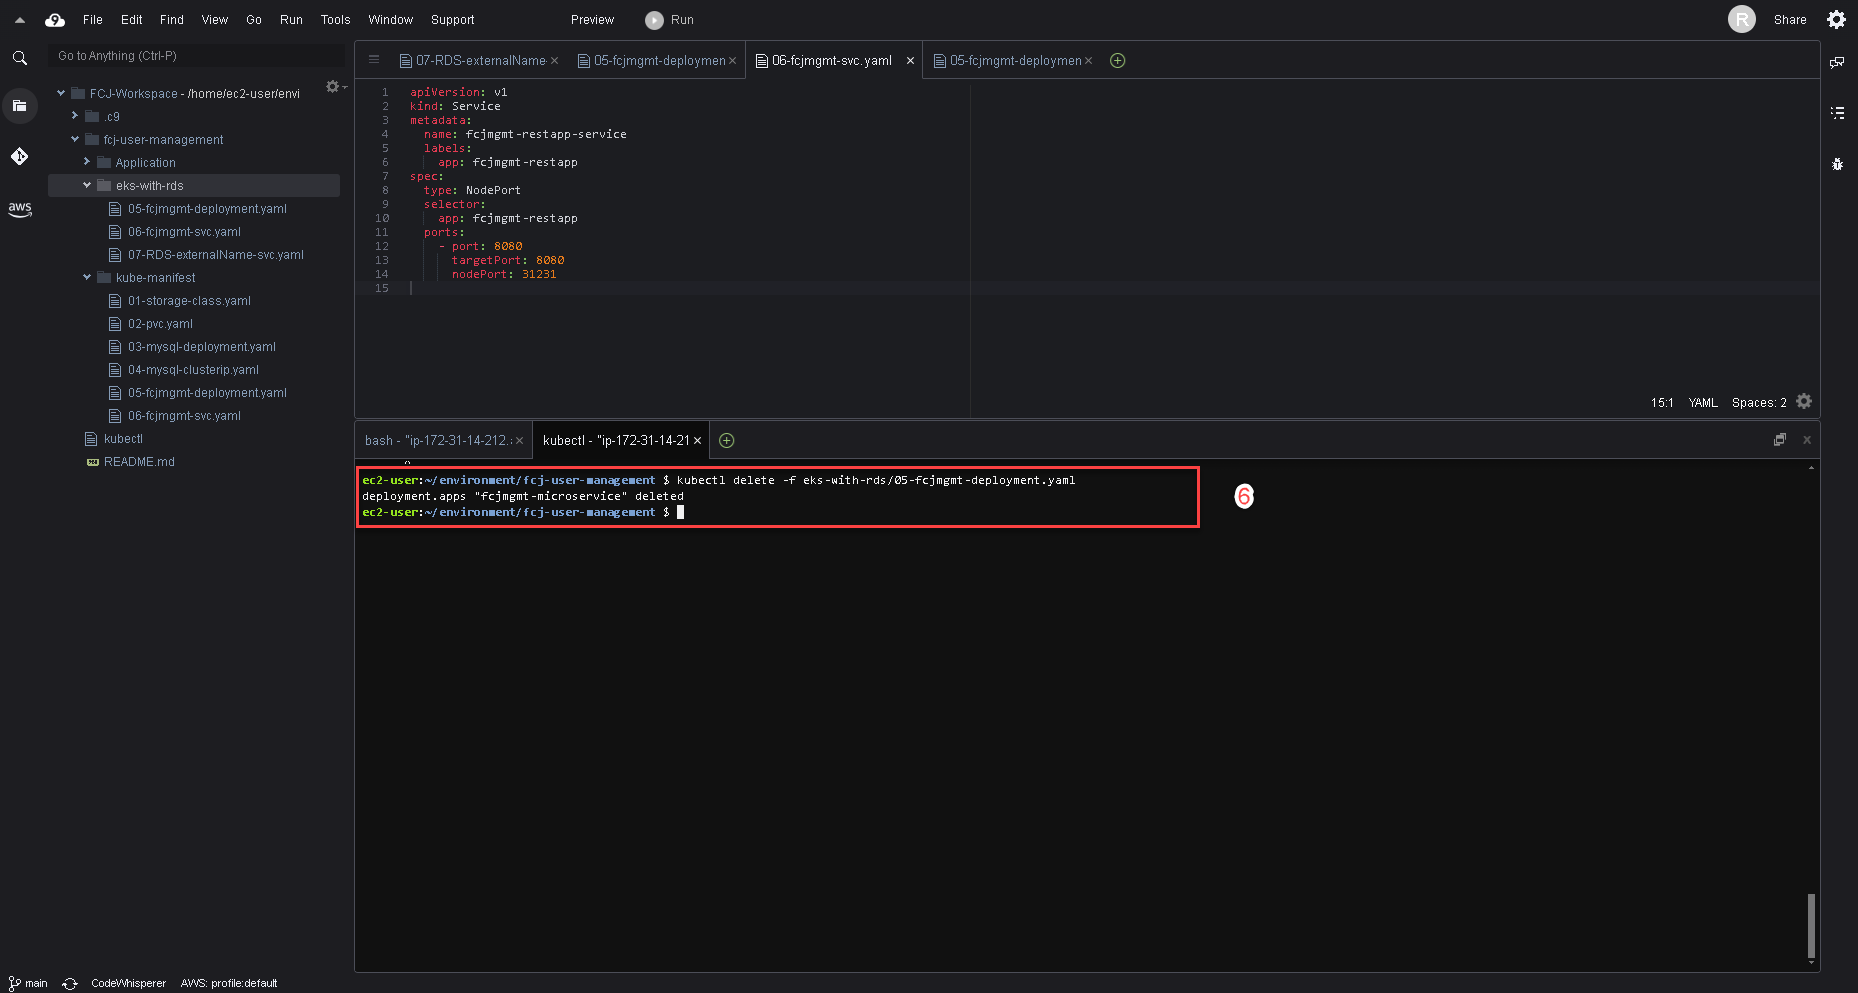 File Edit Find View Go Run Tools Window Support Preview Run R Share
Go to Anything (Ctrl-P)
07-RDS-externalName 05-fcjmgmt-deploymen 06-fcjmgmt-svc.yaml 05-fcjmgmt-deploymen
FCJ-Workspace - /home/ec2-user/envi
.c9
fcj-user-management
Application
eks-with-rds
05-fcjmgmt-deployment.yaml
06-fcjmgmt-svc.yaml
07-RDS-externalName-svc.yaml
kube-manifest
01-storage-class.yaml
02-pvc.yaml
03-mysql-deployment.yaml
04-mysql-clusterip.yaml
05-fcjmgmt-deployment.yaml
06-fcjmgmt-svc.yaml
kubectl
README.md
aws
1 apiVersion: v1
2 kind: Service
3 metadata:
4 name: fcjmgmt-restapp-service
5 labels:
6 app: fcjmgmt-restapp
7 spec:
8 type: NodePort
9 selector:
10 app: fcjmgmt-restapp
11 ports:
12 - port: 8080
13 targetPort: 8080
14 nodePort: 31231
15
15:1 YAML Spaces: 2
bash - "ip-172-31-14-212. kubectl - "ip-172-31-14-21
ec2-user:~/environment/fcj-user-management $ kubectl delete -f eks-with-rds/05-fcjmgmt-deployment.yaml
deployment.apps "fcjmgmt-microservice" deleted
ec2-user:~/environment/fcj-user-management $
6
main CodeWhisperer AWS: profile:default